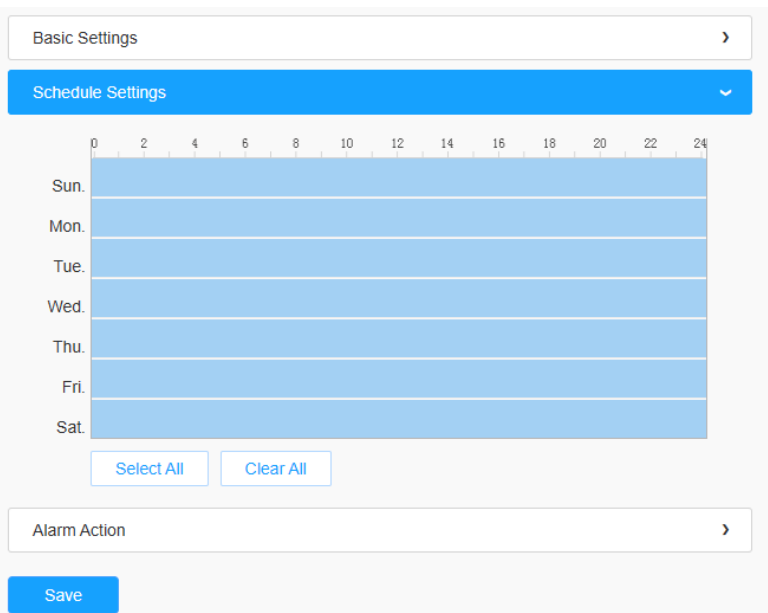 Basic Settings
Schedule Settings
0 2 4 6 8 10 12 14 16 18 20 22 24
Sun.
Mon.
Tue.
Wed.
Thu.
Fri.
Sat.
Select All Clear All
Alarm Action
Save